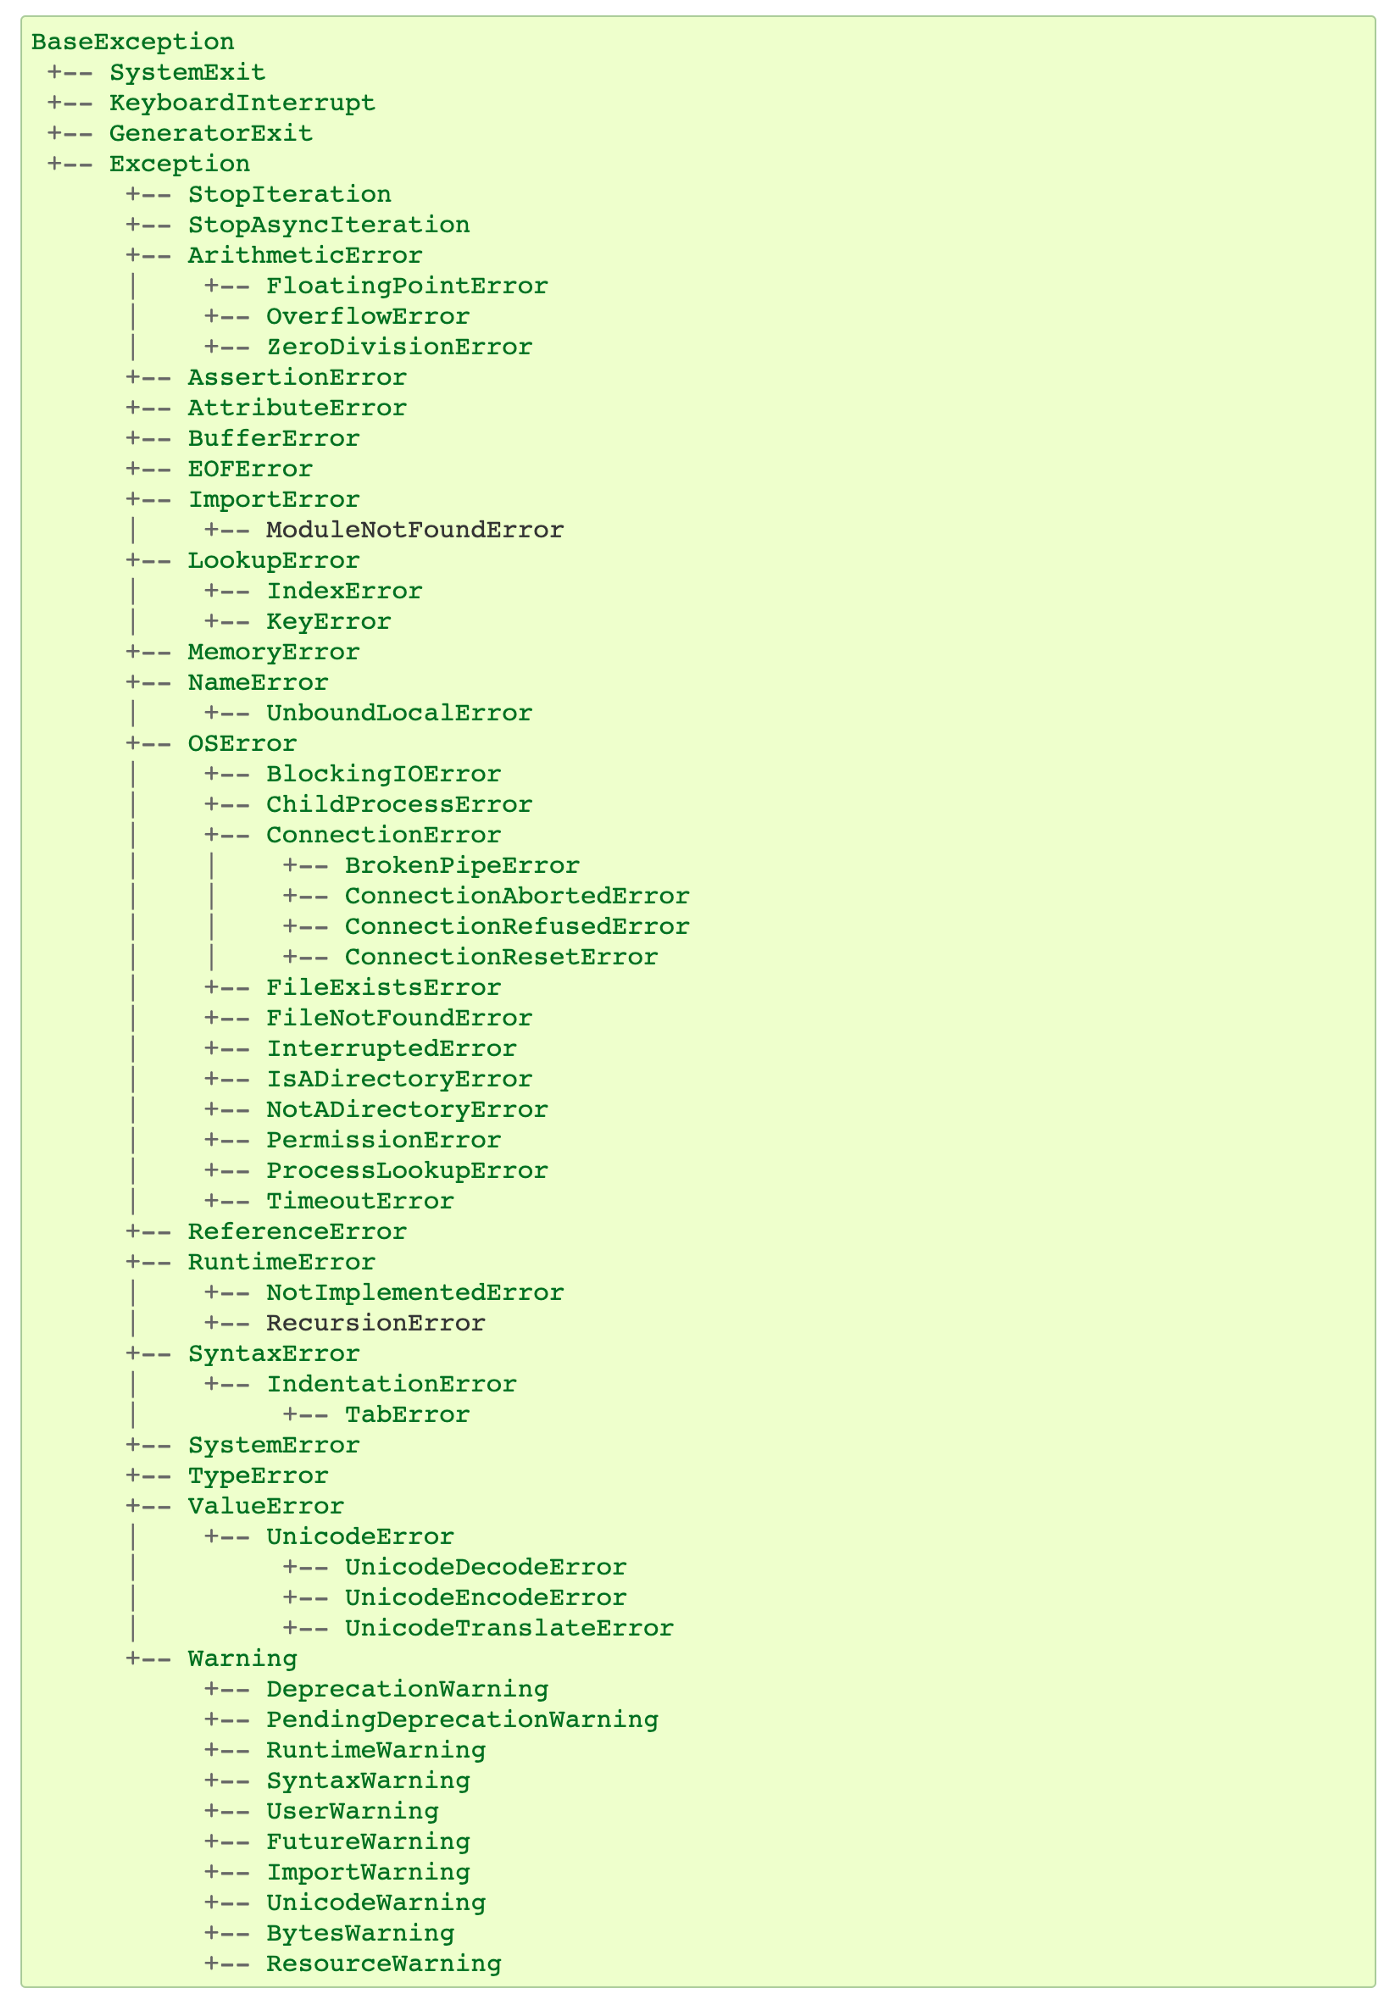 BaseException
 +-- SystemExit
 +-- KeyboardInterrupt
 +-- GeneratorExit
 +-- Exception
      +-- StopIteration
      +-- StopAsyncIteration
      +-- ArithmeticError
      |    +-- FloatingPointError
      |    +-- OverflowError
      |    +-- ZeroDivisionError
      +-- AssertionError
      +-- AttributeError
      +-- BufferError
      +-- EOFError
      +-- ImportError
      |    +-- ModuleNotFoundError
      +-- LookupError
      |    +-- IndexError
      |    +-- KeyError
      +-- MemoryError
      +-- NameError
      |    +-- UnboundLocalError
      +-- OSError
      |    +-- BlockingIOError
      |    +-- ChildProcessError
      |    +-- ConnectionError
      |    |    +-- BrokenPipeError
      |    |    +-- ConnectionAbortedError
      |    |    +-- ConnectionRefusedError
      |    |    +-- ConnectionResetError
      |    +-- FileExistsError
      |    +-- FileNotFoundError
      |    +-- InterruptedError
      |    +-- IsADirectoryError
      |    +-- NotADirectoryError
      |    +-- PermissionError
      |    +-- ProcessLookupError
      |    +-- TimeoutError
      +-- ReferenceError
      +-- RuntimeError
      |    +-- NotImplementedError
      |    +-- RecursionError
      +-- SyntaxError
      |    +-- IndentationError
      |         +-- TabError
      +-- SystemError
      +-- TypeError
      +-- ValueError
      |    +-- UnicodeError
      |         +-- UnicodeDecodeError
      |         +-- UnicodeEncodeError
      |         +-- UnicodeTranslateError
      +-- Warning
           +-- DeprecationWarning
           +-- PendingDeprecationWarning
           +-- RuntimeWarning
           +-- SyntaxWarning
           +-- UserWarning
           +-- FutureWarning
           +-- ImportWarning
           +-- UnicodeWarning
           +-- BytesWarning
           +-- ResourceWarning